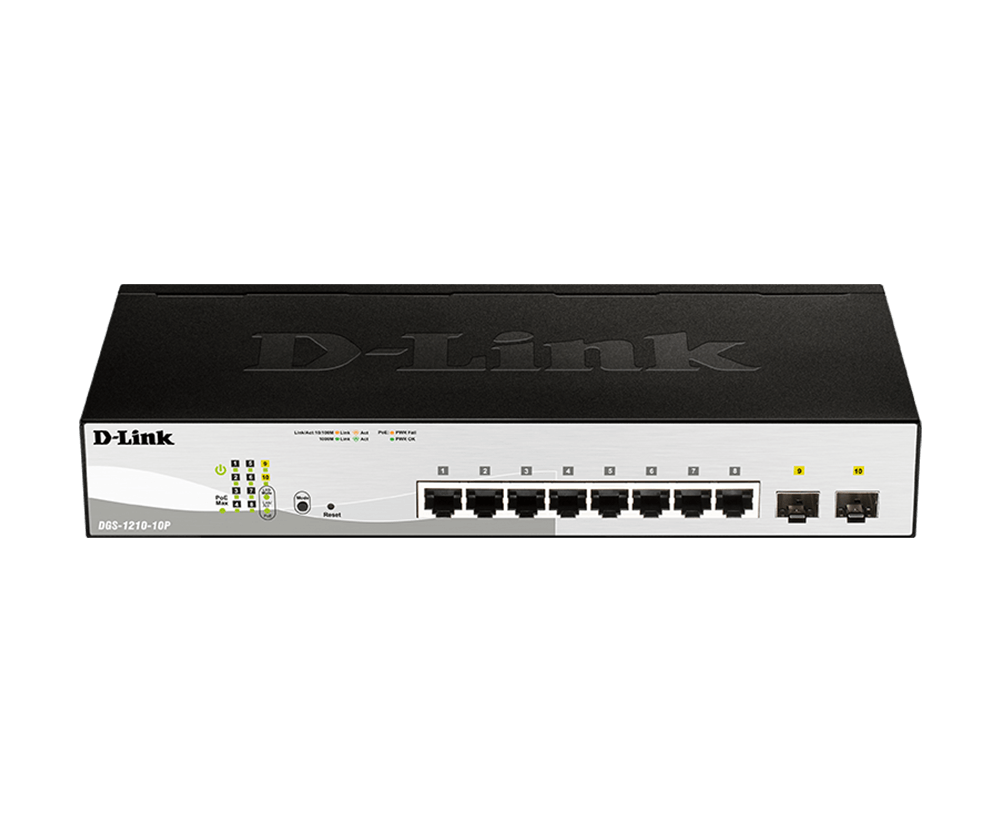 D-Link
D-Link
Link/Act 10/100M Link Act PoE: PWR Fail
1000M Link Act PWR OK
1 5 9
2 6 10
3 7
4 8
PoE
Max
Mode
Reset
DGS-1210-10P
1 2 3 4 5 6 7 8 9 10